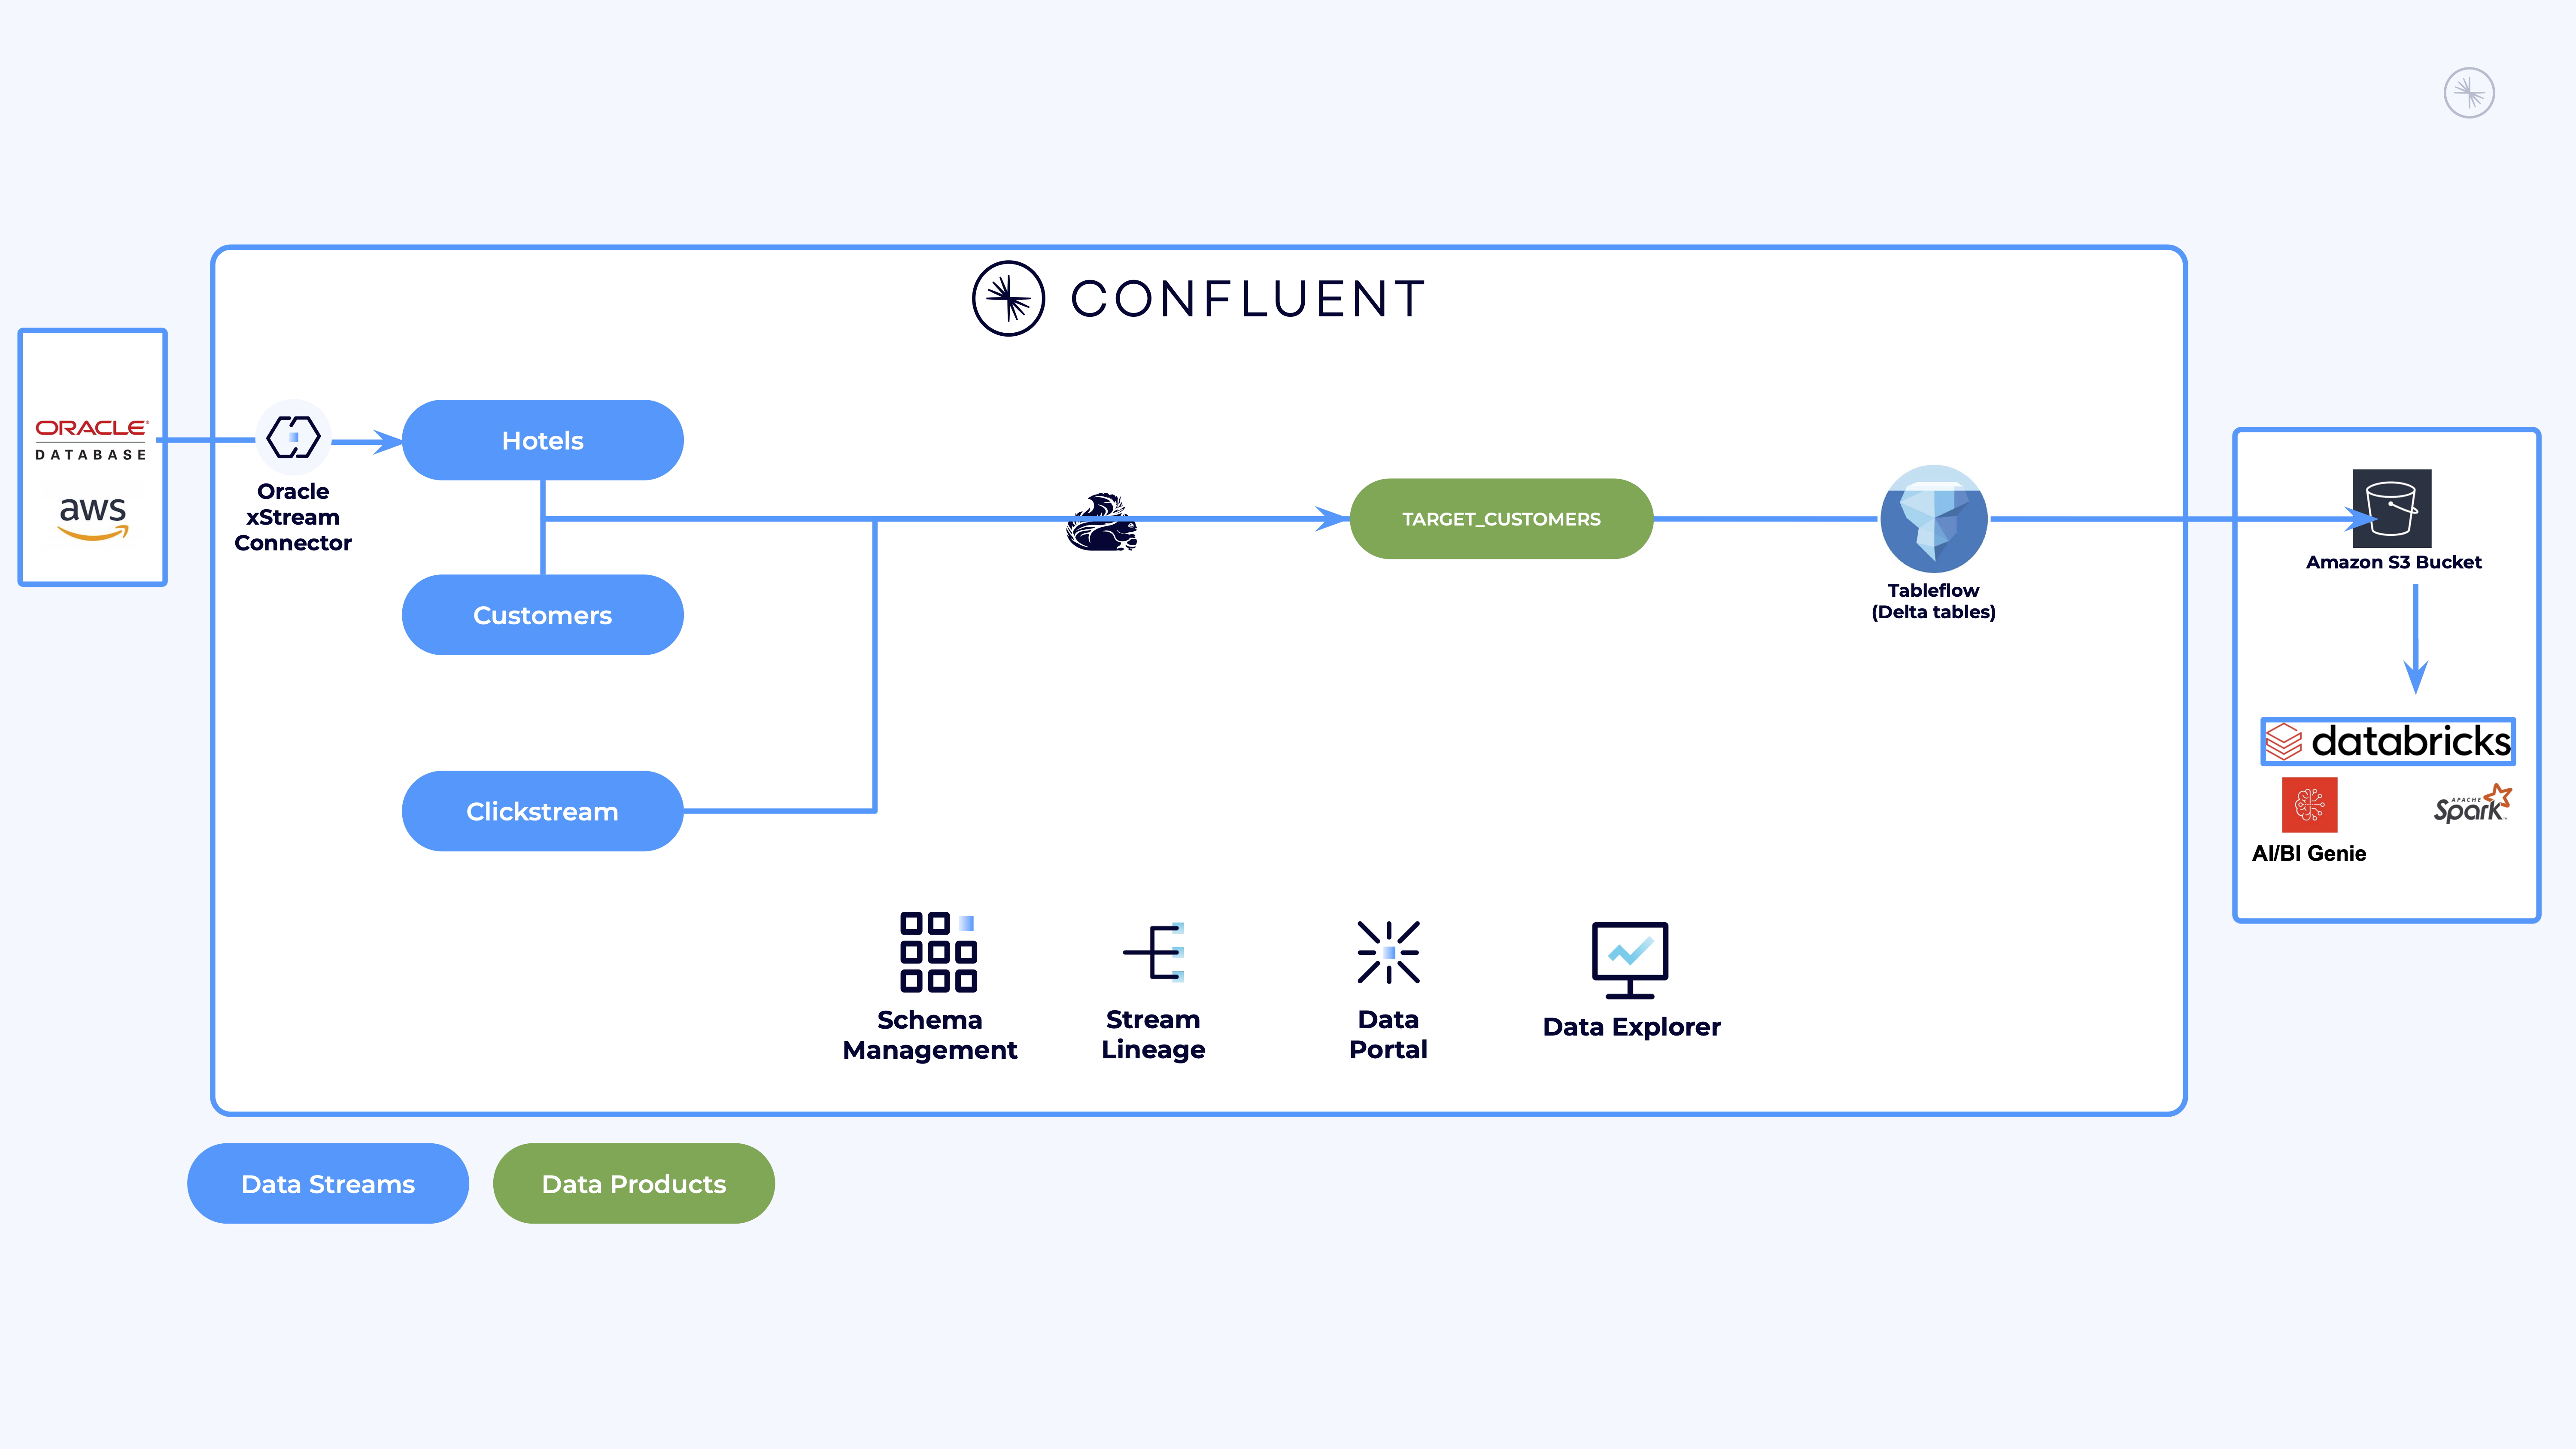 CONFLUENT
ORACLE
DATABASE
aws
Oracle
xStream
Connector
Hotels
Customers
Clickstream
TARGET_CUSTOMERS
Tableflow
(Delta tables)
Amazon S3 Bucket
databricks
AI/BI Genie
APACHE
Spark
Schema
Management
Stream
Lineage
Data
Portal
Data Explorer
Data Streams
Data Products